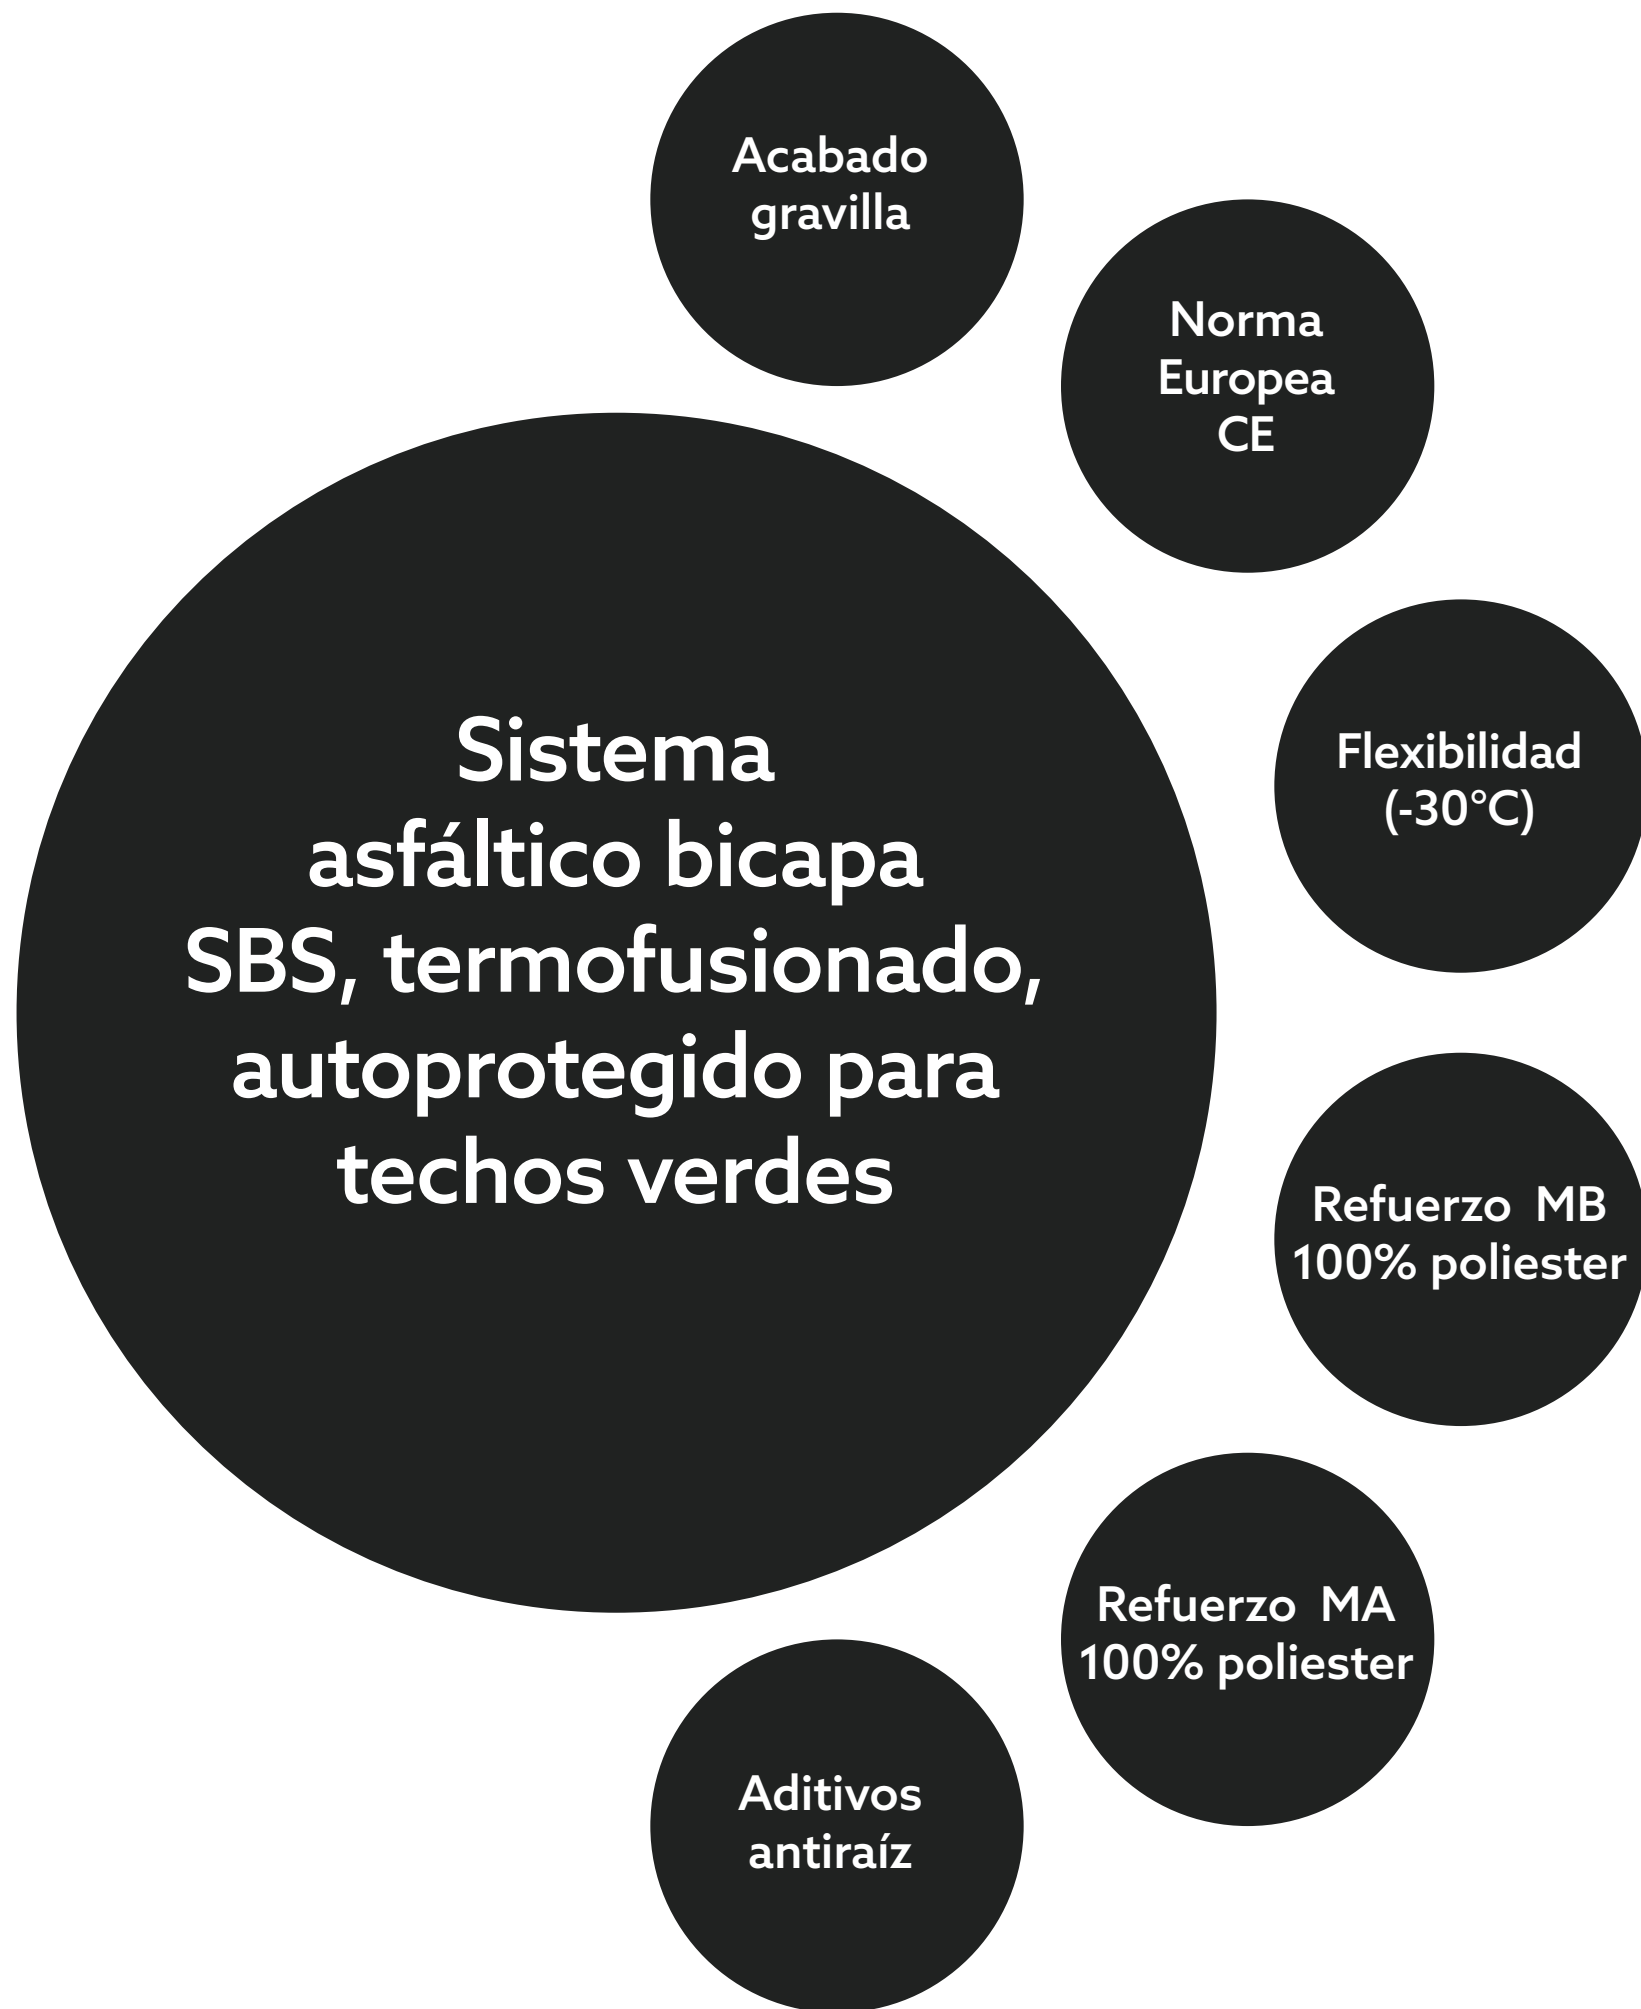 Acabado
gravilla
Norma
Europea
CE
Flexibilidad
(-30°C)
Sistema
asfáltico bicapa
SBS, termofusionado,
autoprotegido para
techos verdes
Refuerzo  MB
100% poliester
Refuerzo  MA
100% poliester
Aditivos
antiraíz